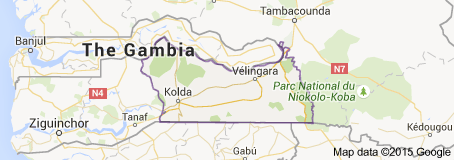 Tambacounda
Banjul
The Gambia
Vélingara
N7
Parc National du
Niokolo-Koba
N4
Kolda
Tanaf
Ziguinchor
Kédougou
Gabú
Map data ©2015 Google